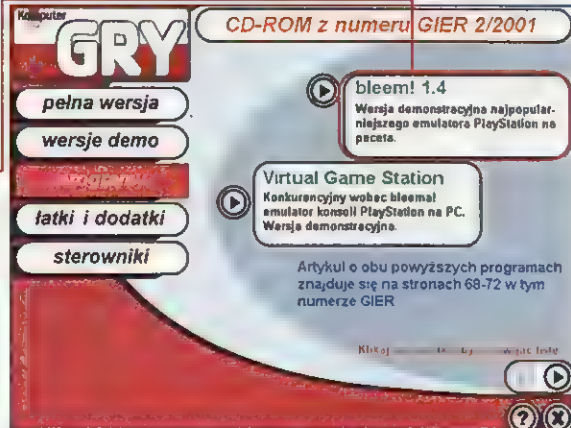 Komputer
GRY
CD-ROM z numeru GIER 2/2001
pełna wersja
wersje demo
łatki i dodatki
sterowniki
bleem! 1.4
Wersja demonstracyjna najpopular-
niejszego emulatora PlayStation na
peceta.
Virtual Game Station
Konkurencyjny wobec bleema!
emulator konsoli PlayStation na PC.
Wersja demonstracyjna.
Artykuł o obu powyższych programach
znajduje się na stronach 68-72 w tym
numerze GIER
Klikaj
listę
?
X